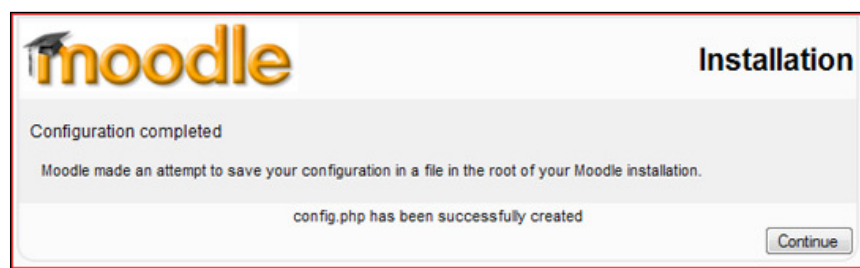 moodle
Installation
Configuration completed
Moodle made an attempt to save your configuration in a file in the root of your Moodle installation.
config.php has been successfully created
Continue